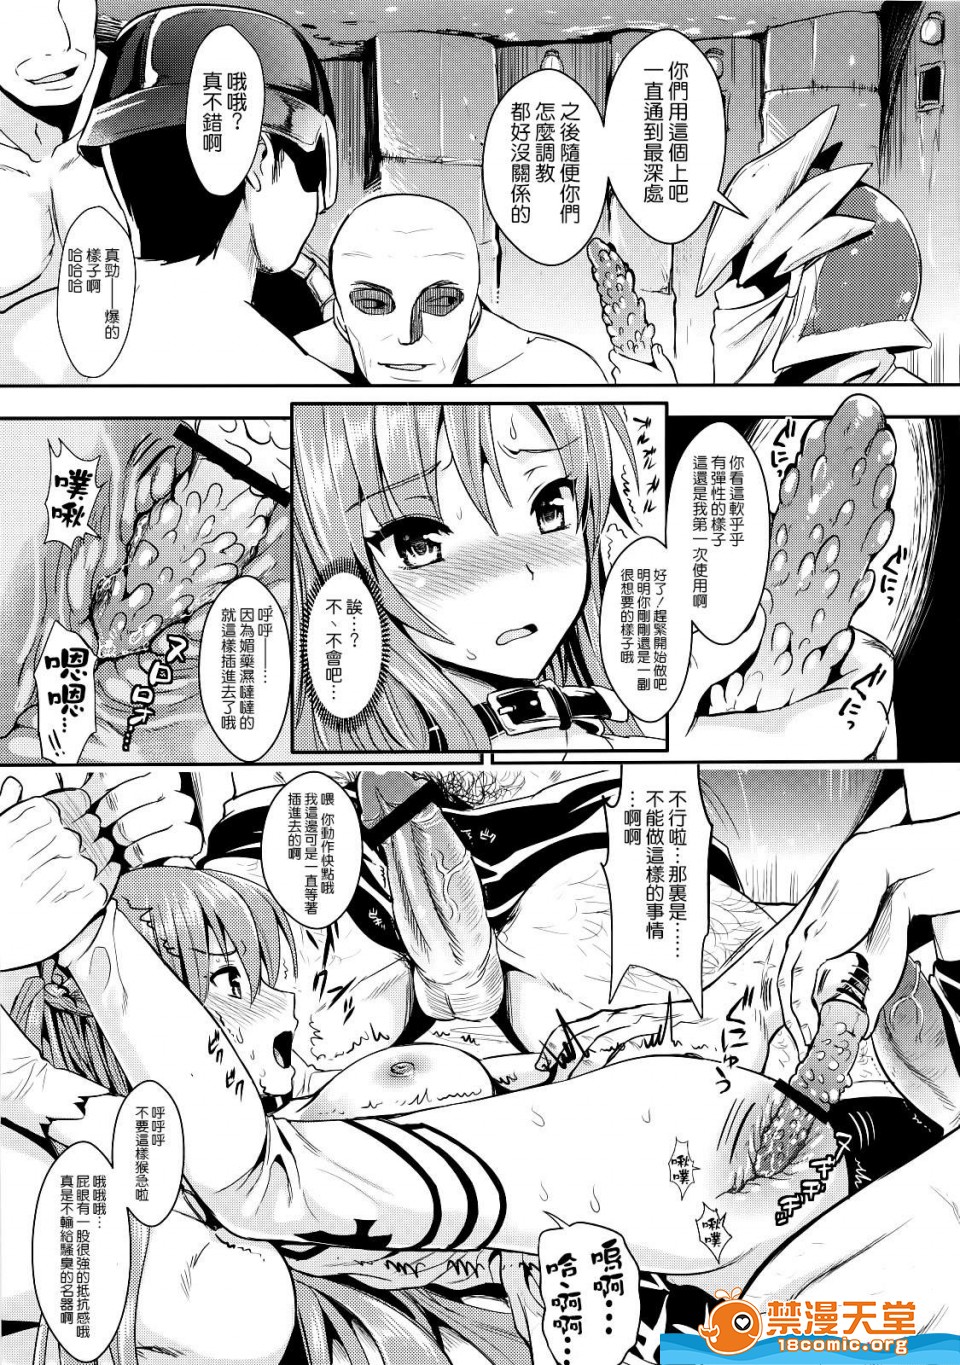 你們用這個上吧
一直通到最深處
之後隨便你們
怎麼調教
都好沒關係的
哦哦？
真不錯啊
真勁——爆的
樣子啊
哈哈哈
你看這軟乎乎
有彈性的樣子
這還是我第一次使用啊
好了！趕緊開始做吧
明明你剛剛還是一副
很想要的樣子哦
誒…？
不、不會吧…
噗啾
呼呼——
因為媚藥濕噠噠的
就這樣插進去了哦
嗯嗯…!!
ヌロロロ…
不行啦…那裏是……
不能做這樣的事情
…啊啊
喂 你動作快點哦
我這邊可是一直等著
插進去的啊
呼呼呼
不要這樣猴急啦
哦哦哦…
屁眼有一股很強的抵抗感哦
真是不輸給騷臭的名器啊
啾噗
啾噗
嗚啊…
哈、啊啊…
禁漫天堂
18comic.org